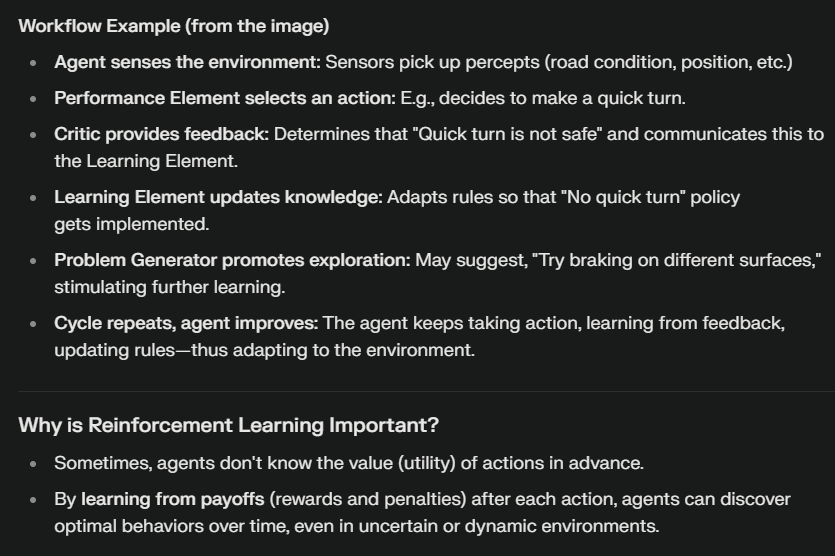 Workflow Example (from the image)
Agent senses the environment: Sensors pick up percepts (road condition, position, etc.)
Performance Element selects an action: E.g., decides to make a quick turn.
Critic provides feedback: Determines that "Quick turn is not safe" and communicates this to
the Learning Element.
Learning Element updates knowledge: Adapts rules so that "No quick turn" policy
gets implemented.
Problem Generator promotes exploration: May suggest, "Try braking on different surfaces,"
stimulating further learning.
Cycle repeats, agent improves: The agent keeps taking action, learning from feedback,
updating rules—thus adapting to the environment.
Why is Reinforcement Learning Important?
Sometimes, agents don't know the value (utility) of actions in advance.
By learning from payoffs (rewards and penalties) after each action, agents can discover
optimal behaviors over time, even in uncertain or dynamic environments.